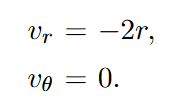 v_r = −2r,
v_θ = 0.